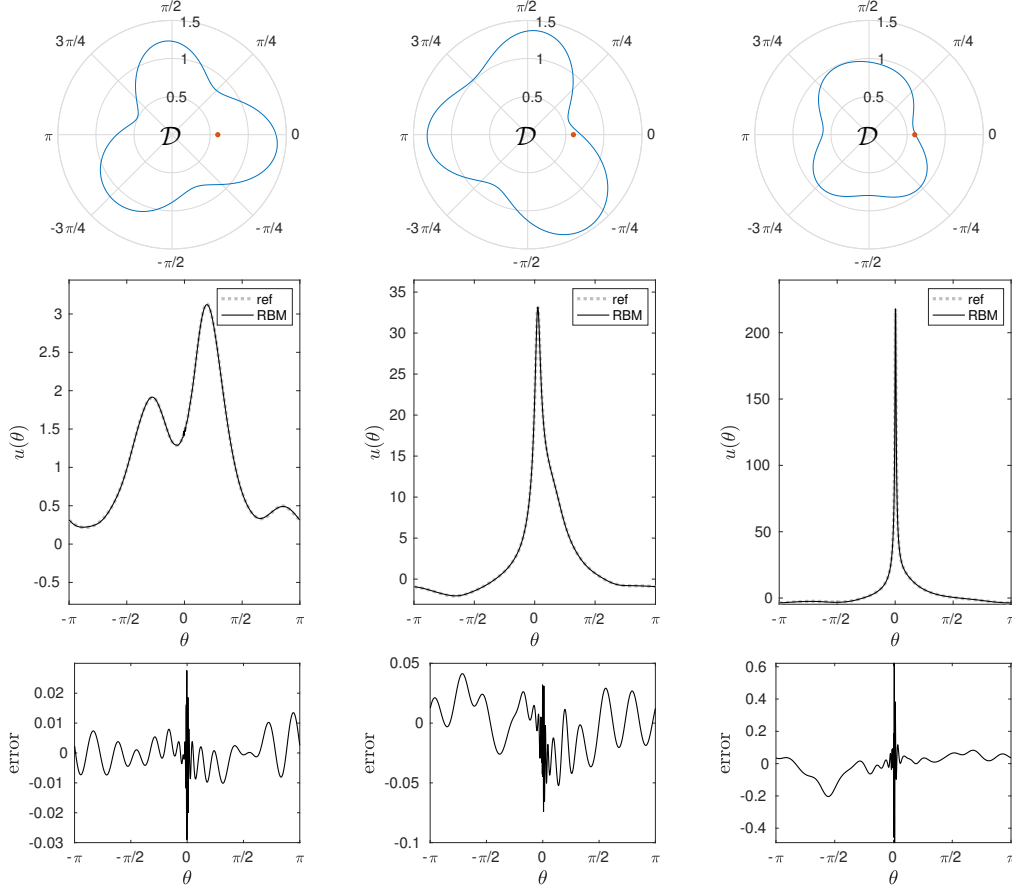 π/2 π/2 π/2
1.5 1.5 1.5
3π/4 π/4 3π/4 π/4 3π/4 π/4
1 1 1
0.5 0.5 0.5
π 𝒟 0 π 𝒟 0 π 𝒟 0
-3π/4 -π/4 -3π/4 -π/4 -3π/4 -π/4
-π/2 -π/2 -π/2
ref
RBM
3
2.5
2
1.5
1
0.5
0
-0.5
u(θ)
-π -π/2 0 π/2 π
θ
ref
RBM
35
30
25
20
15
10
5
0
u(θ)
-π -π/2 0 π/2 π
θ
ref
RBM
200
150
100
50
0
u(θ)
-π -π/2 0 π/2 π
θ
0.02
0.01
0
-0.01
-0.02
-0.03
error
-π -π/2 0 π/2 π
θ
0.05
0
-0.05
-0.1
error
-π -π/2 0 π/2 π
θ
0.6
0.4
0.2
0
-0.2
-0.4
error
-π -π/2 0 π/2 π
θ